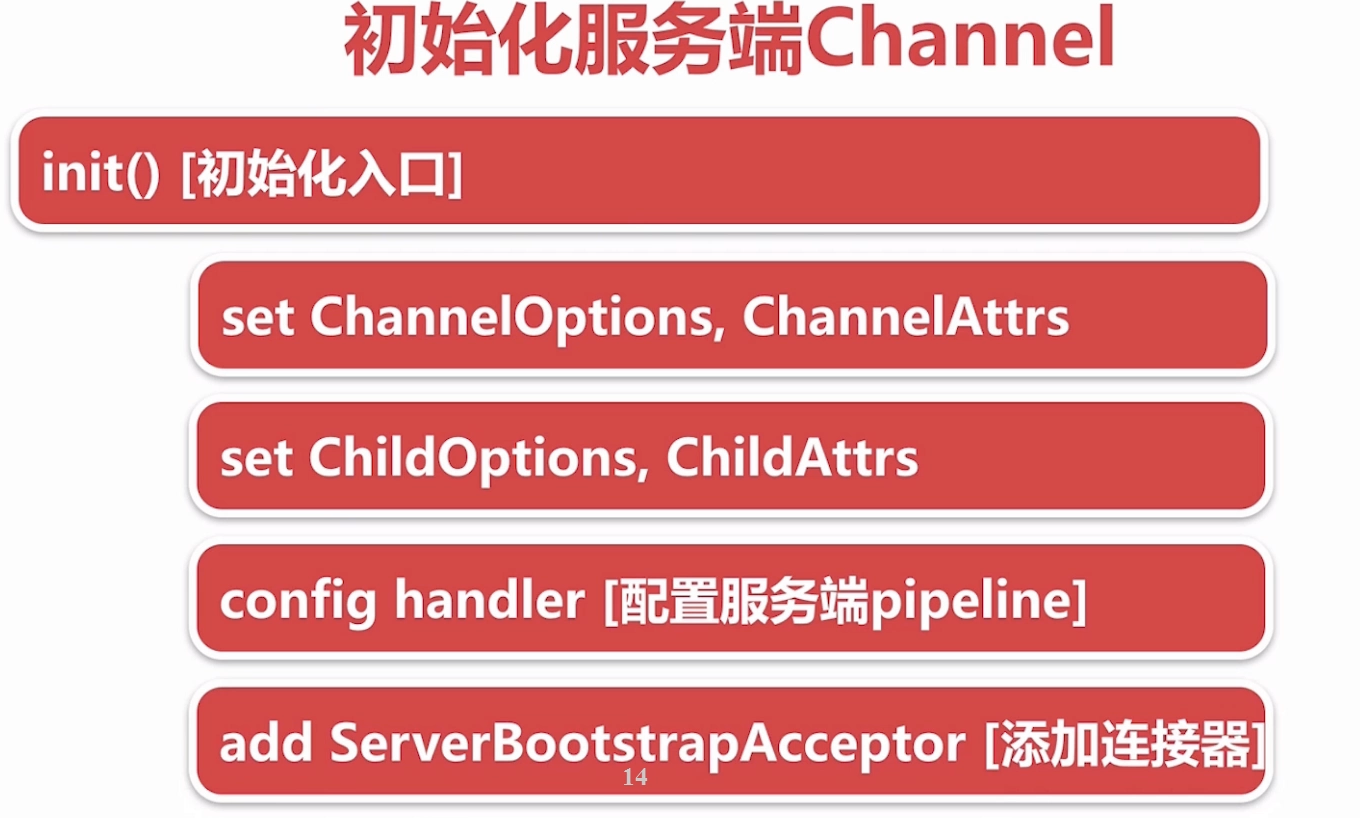 初始化服务端Channel
init() [初始化入口]
set ChannelOptions, ChannelAttrs
set ChildOptions, ChildAttrs
config handler [配置服务端pipeline]
add ServerBootstrapAcceptor [添加连接器]
14